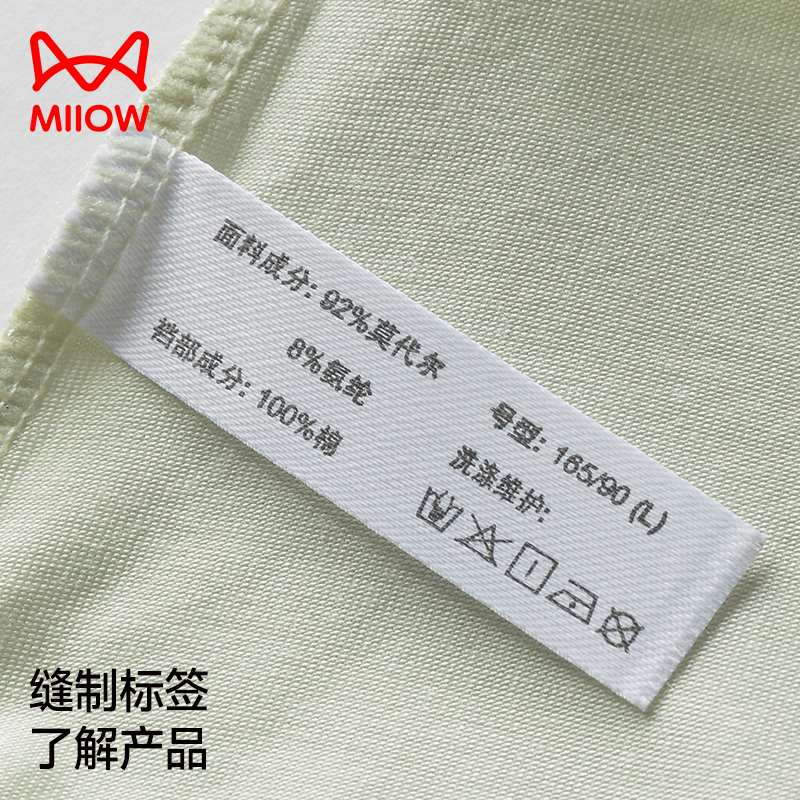 MIIOW
面料成分: 92%莫代尔
8%氨纶
裆部成分: 100%棉
号型: 165/90 (L)
洗涤维护:
缝制标签
了解产品